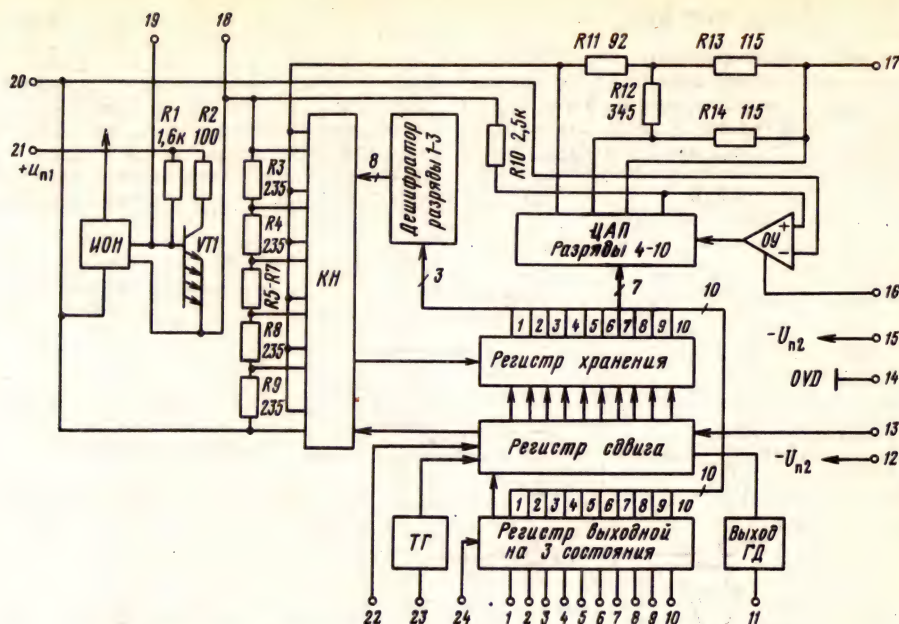 19
18
20
21
+Uп1
R1
1,6к
R2
100
ИОН
VT1
R3
235
R4
235
R5-R7
R8
235
R9
235
КН
8
Дешифратор
разряды 1-3
3
R10 2,5к
R11 92
R12
345
R13 115
R14 115
17
ЦАП
Разряды 4-10
ОУ
+
-
16
7
10
1 2 3 4 5 6 7 8 9 10
Регистр хранения
-Uп2
15
OVD
14
Регистр сдвига
13
-Uп2
12
10
1 2 3 4 5 6 7 8 9 10
Регистр выходной
на 3 состояния
ТГ
Выход
ГД
22 23 24 1 2 3 4 5 6 7 8 9 10 11